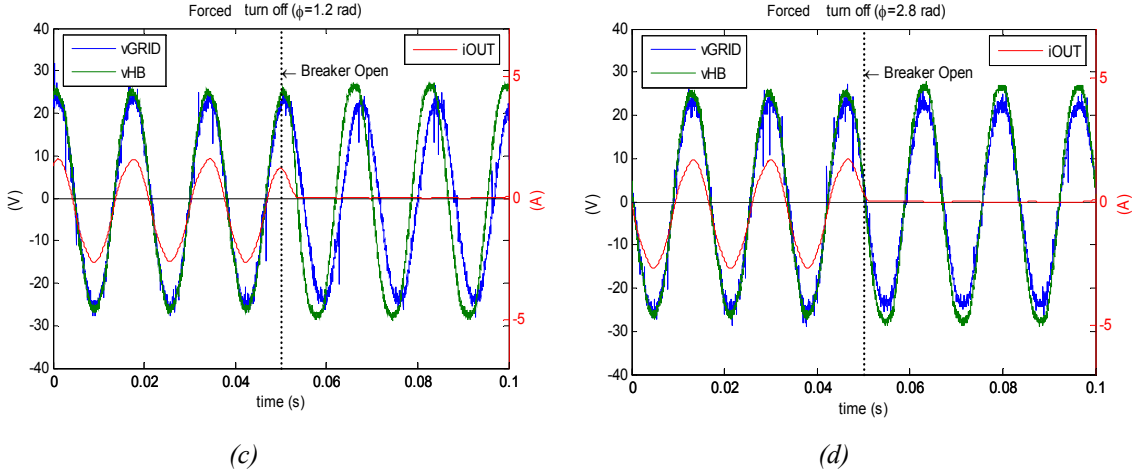 Forced turn off (ϕ=1.2 rad)
40
30
20
10
0
-10
-20
-30
-40
(V)
vGRID
vHB
iOUT
← Breaker Open
5
0
-5
(A)
0
0.02
0.04
0.06
0.08
0.1
time (s)
(c)
Forced turn off (ϕ=2.8 rad)
40
30
20
10
0
-10
-20
-30
-40
(V)
vGRID
vHB
iOUT
← Breaker Open
5
0
-5
(A)
0
0.02
0.04
0.06
0.08
0.1
time (s)
(d)